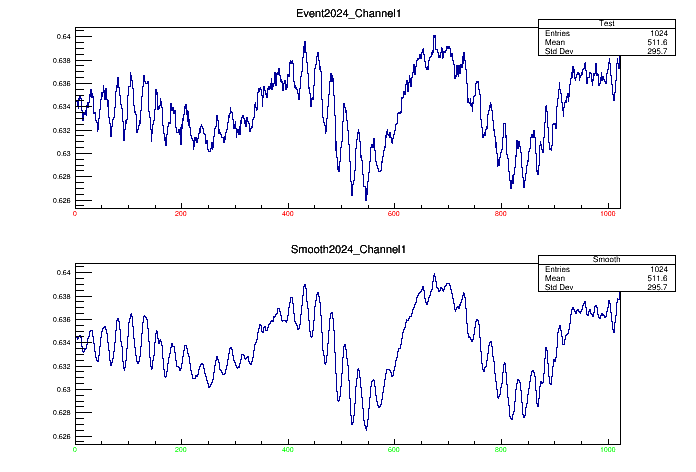 Event2024_Channel1
Test
Entries 1024
Mean 511.6
Std Dev 295.7
0.64
0.638
0.636
0.634
0.632
0.63
0.628
0.626
0 200 400 600 800 1000
Smooth2024_Channel1
Smooth
Entries 1024
Mean 511.6
Std Dev 295.7
0.64
0.638
0.636
0.634
0.632
0.63
0.628
0.626
0 200 400 600 800 1000